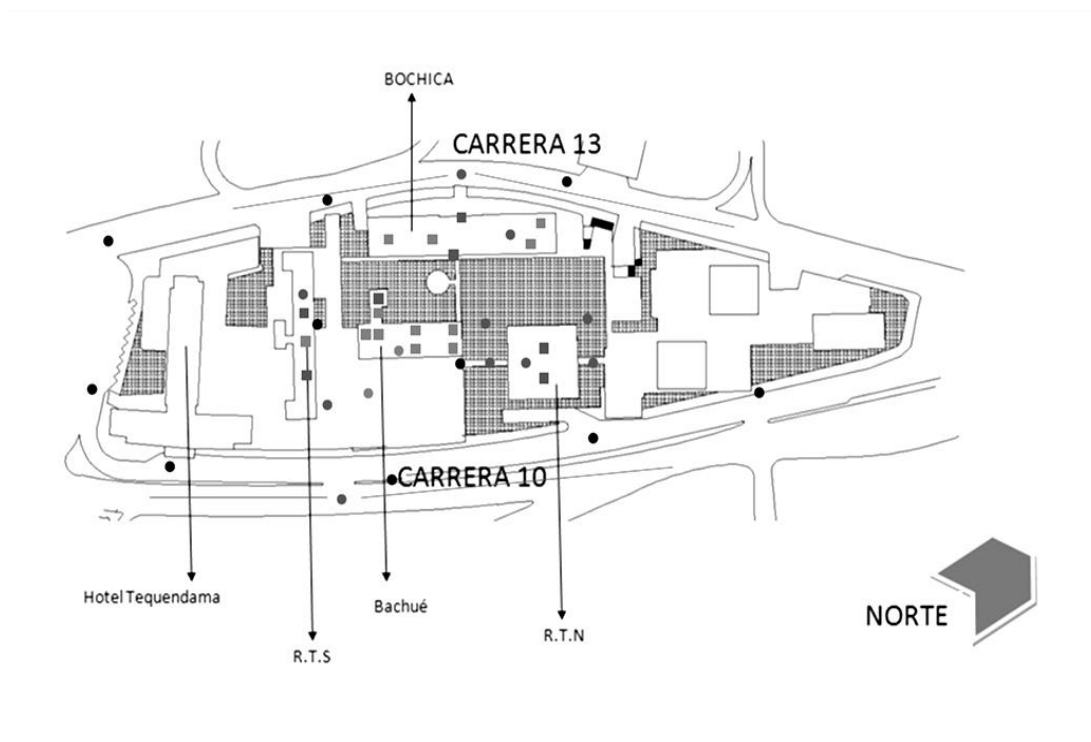 BOCHICA
CARRERA 13
CARRERA 10
Hotel Tequendama
Bachué
R.T.N
R.T.S
NORTE